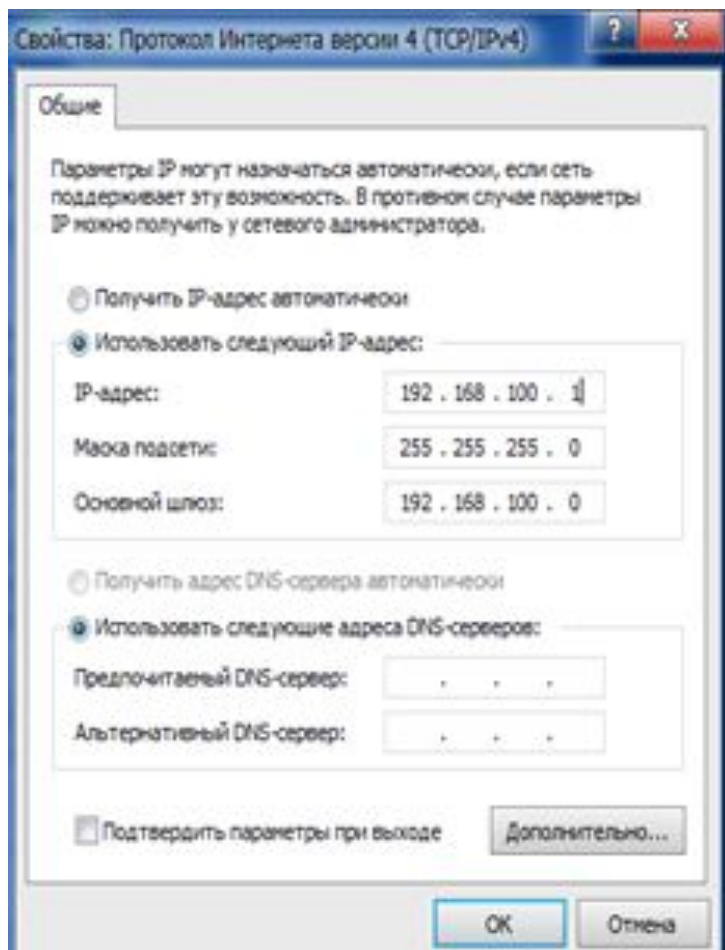 Свойства: Протокол Интернета версии 4 (TCP/IPv4)
?
Общие
Параметры IP могут назначаться автоматически, если сеть
поддерживает эту возможность. В противном случае параметры
IP можно получить у сетевого администратора.
Получить IP-адрес автоматически
Использовать следующий IP-адрес:
IP-адрес: 192 . 168 . 100 . 1
Маска подсети: 255 . 255 . 255 . 0
Основной шлюз: 192 . 168 . 100 . 0
Получить адрес DNS-сервера автоматически
Использовать следующие адреса DNS-серверов:
Предпочитаемый DNS-сервер: . . .
Альтернативный DNS-сервер: . . .
Подтвердить параметры при выходе
Дополнительно...
OK Отмена